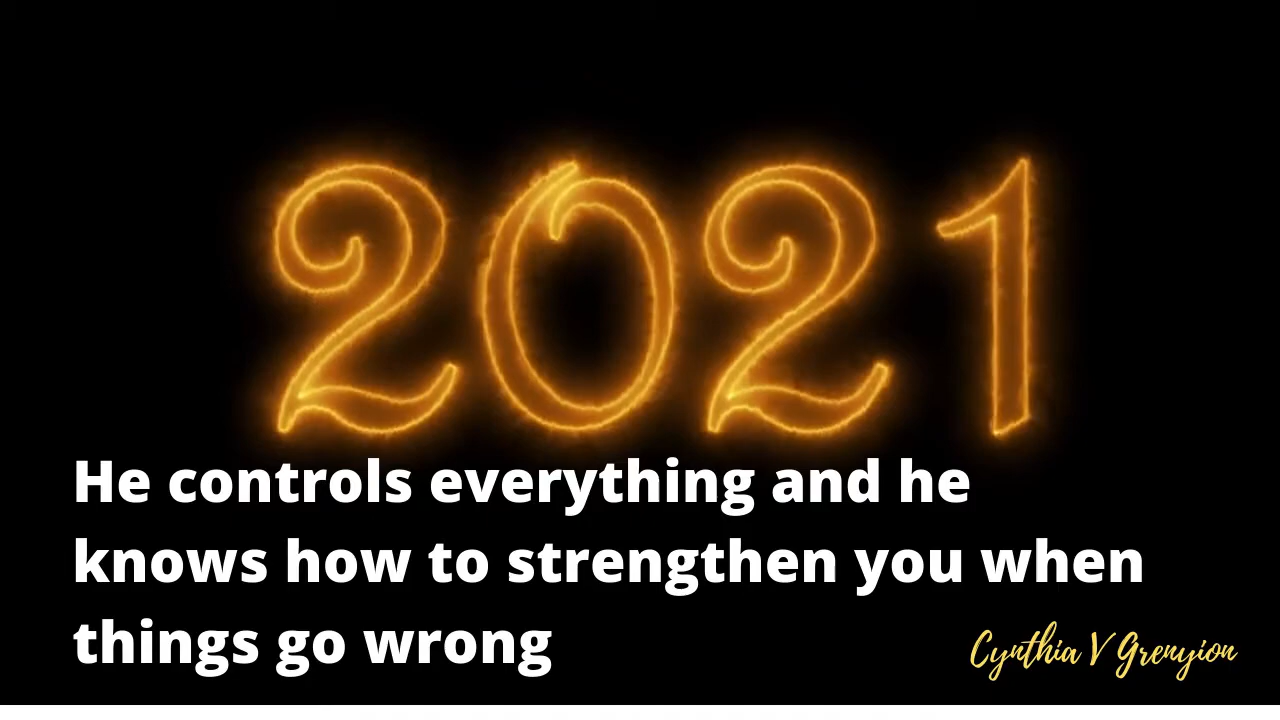 2021
He controls everything and he
knows how to strengthen you when
things go wrong
Cynthia V Grenyion